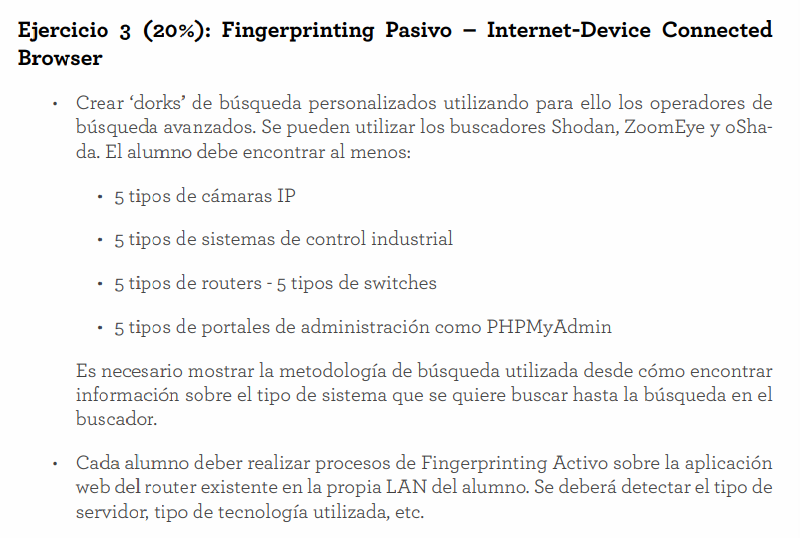 Ejercicio 3 (20%): Fingerprinting Pasivo – Internet-Device Connected
Browser
• Crear ‘dorks’ de búsqueda personalizados utilizando para ello los operadores de
búsqueda avanzados. Se pueden utilizar los buscadores Shodan, ZoomEye y oSha-
da. El alumno debe encontrar al menos:
• 5 tipos de cámaras IP
• 5 tipos de sistemas de control industrial
• 5 tipos de routers - 5 tipos de switches
• 5 tipos de portales de administración como PHPMyAdmin
Es necesario mostrar la metodología de búsqueda utilizada desde cómo encontrar
información sobre el tipo de sistema que se quiere buscar hasta la búsqueda en el
buscador.
• Cada alumno deber realizar procesos de Fingerprinting Activo sobre la aplicación
web del router existente en la propia LAN del alumno. Se deberá detectar el tipo de
servidor, tipo de tecnología utilizada, etc.